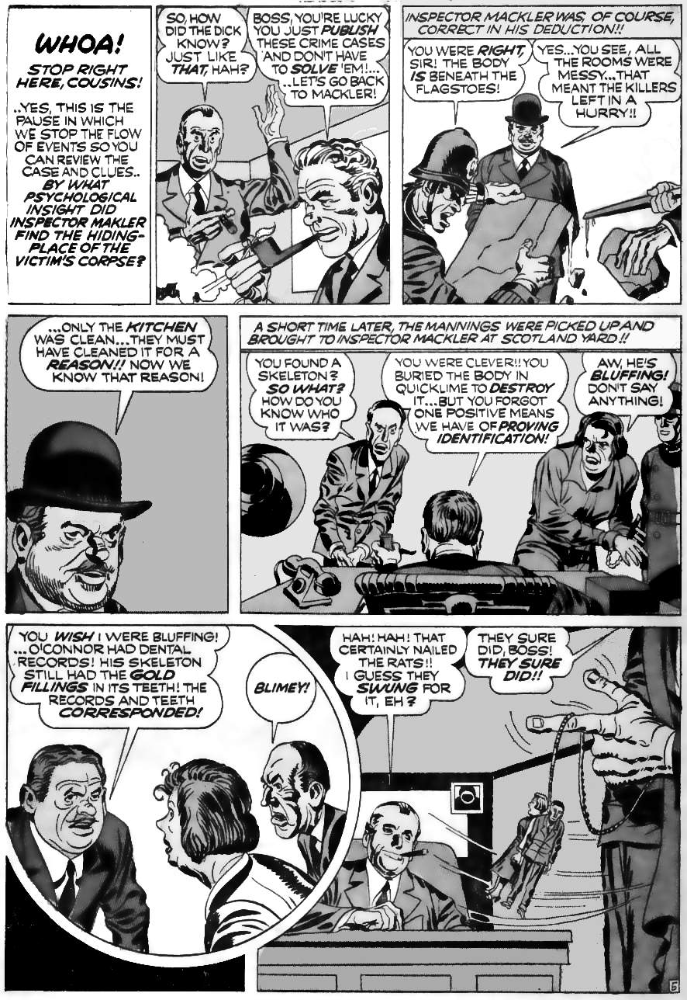 WHOA!
STOP RIGHT
HERE, COUSINS!
..YES, THIS IS THE
PAUSE IN WHICH
WE STOP THE FLOW
OF EVENTS SO YOU
CAN REVIEW THE
CASE AND CLUES..
BY WHAT
PSYCHOLOGICAL
INSIGHT DID
INSPECTOR MAKLER
FIND THE HIDING-
PLACE OF THE
VICTIM'S CORPSE?
SO, HOW
DID THE DICK
KNOW?
JUST LIKE
THAT, HAH?
BOSS, YOU'RE LUCKY
YOU JUST PUBLISH
THESE CRIME CASES
AND DON'T HAVE
TO SOLVE 'EM!...
..LET'S GO BACK
TO MACKLER!
INSPECTOR MACKLER WAS, OF COURSE,
CORRECT IN HIS DEDUCTION!!
YOU WERE RIGHT,
SIR! THE BODY
IS BENEATH THE
FLAGSTOES!
YES...YOU SEE, ALL
THE ROOMS WERE
MESSY...THAT
MEANT THE KILLERS
LEFT IN A
HURRY!!
...ONLY THE KITCHEN
WAS CLEAN...THEY MUST
HAVE CLEANED IT FOR A
REASON!! NOW WE
KNOW THAT REASON!
A SHORT TIME LATER, THE MANNINGS WERE PICKED UP AND
BROUGHT TO INSPECTOR MACKLER AT SCOTLAND YARD!!
YOU FOUND A
SKELETON?
SO WHAT?
HOW DO YOU
KNOW WHO
IT WAS?
YOU WERE CLEVER!! YOU
BURIED THE BODY IN
QUICKLIME TO DESTROY
IT...BUT YOU FORGOT
ONE POSITIVE MEANS
WE HAVE OF PROVING
IDENTIFICATION!
AW, HE'S
BLUFFING!
DON'T SAY
ANYTHING!
YOU WISH I WERE BLUFFING!
...O'CONNOR HAD DENTAL
RECORDS! HIS SKELETON
STILL HAD THE GOLD
FILLINGS IN ITS TEETH! THE
RECORDS AND TEETH
CORRESPONDED!
BLIMEY!
HAH! HAH! THAT
CERTAINLY NAILED
THE RATS!!
I GUESS THEY
SWUNG FOR
IT, EH?
THEY SURE
DID, BOSS!
THEY SURE
DID!!
5